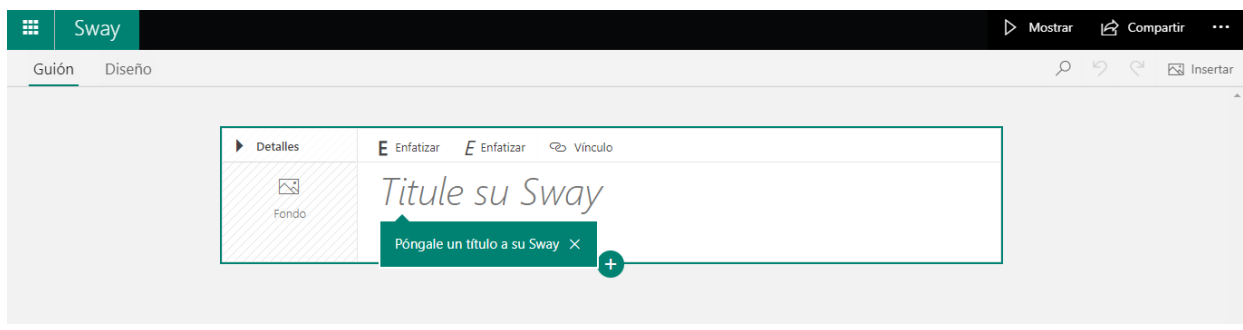 Sway Mostrar Compartir ...
Guión Diseño Insertar
Detalles E Enfatizar E Enfatizar Vínculo
Titule su Sway
Fondo
Póngale un título a su Sway